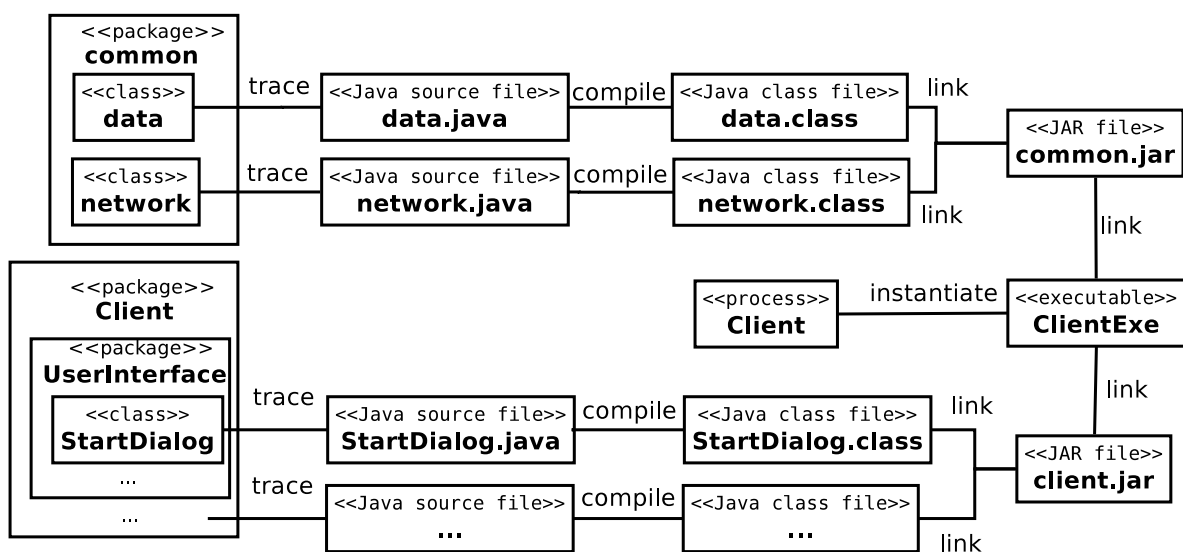 <<package>>
common
<<class>>
data
trace
<<Java source file>>
data.java
compile
<<Java class file>>
data.class
link
<<JAR file>>
common.jar
<<class>>
network
trace
<<Java source file>>
network.java
compile
<<Java class file>>
network.class
link
link
<<package>>
Client
<<process>>
Client
instantiate
<<executable>>
ClientExe
<<package>>
UserInterface
<<class>>
StartDialog
...
trace
<<Java source file>>
StartDialog.java
compile
<<Java class file>>
StartDialog.class
link
link
<<JAR file>>
client.jar
...
trace
<<Java source file>>
...
compile
<<Java class file>>
...
link